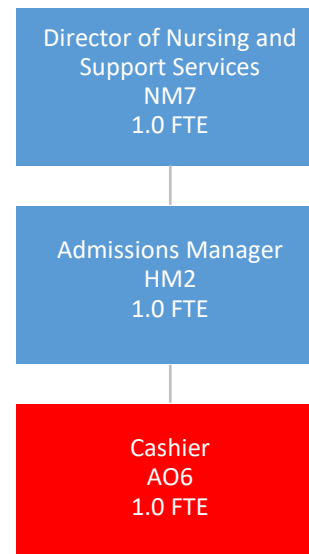 Director of Nursing and
Support Services
NM7
1.0 FTE
Admissions Manager
HM2
1.0 FTE
Cashier
AO6
1.0 FTE